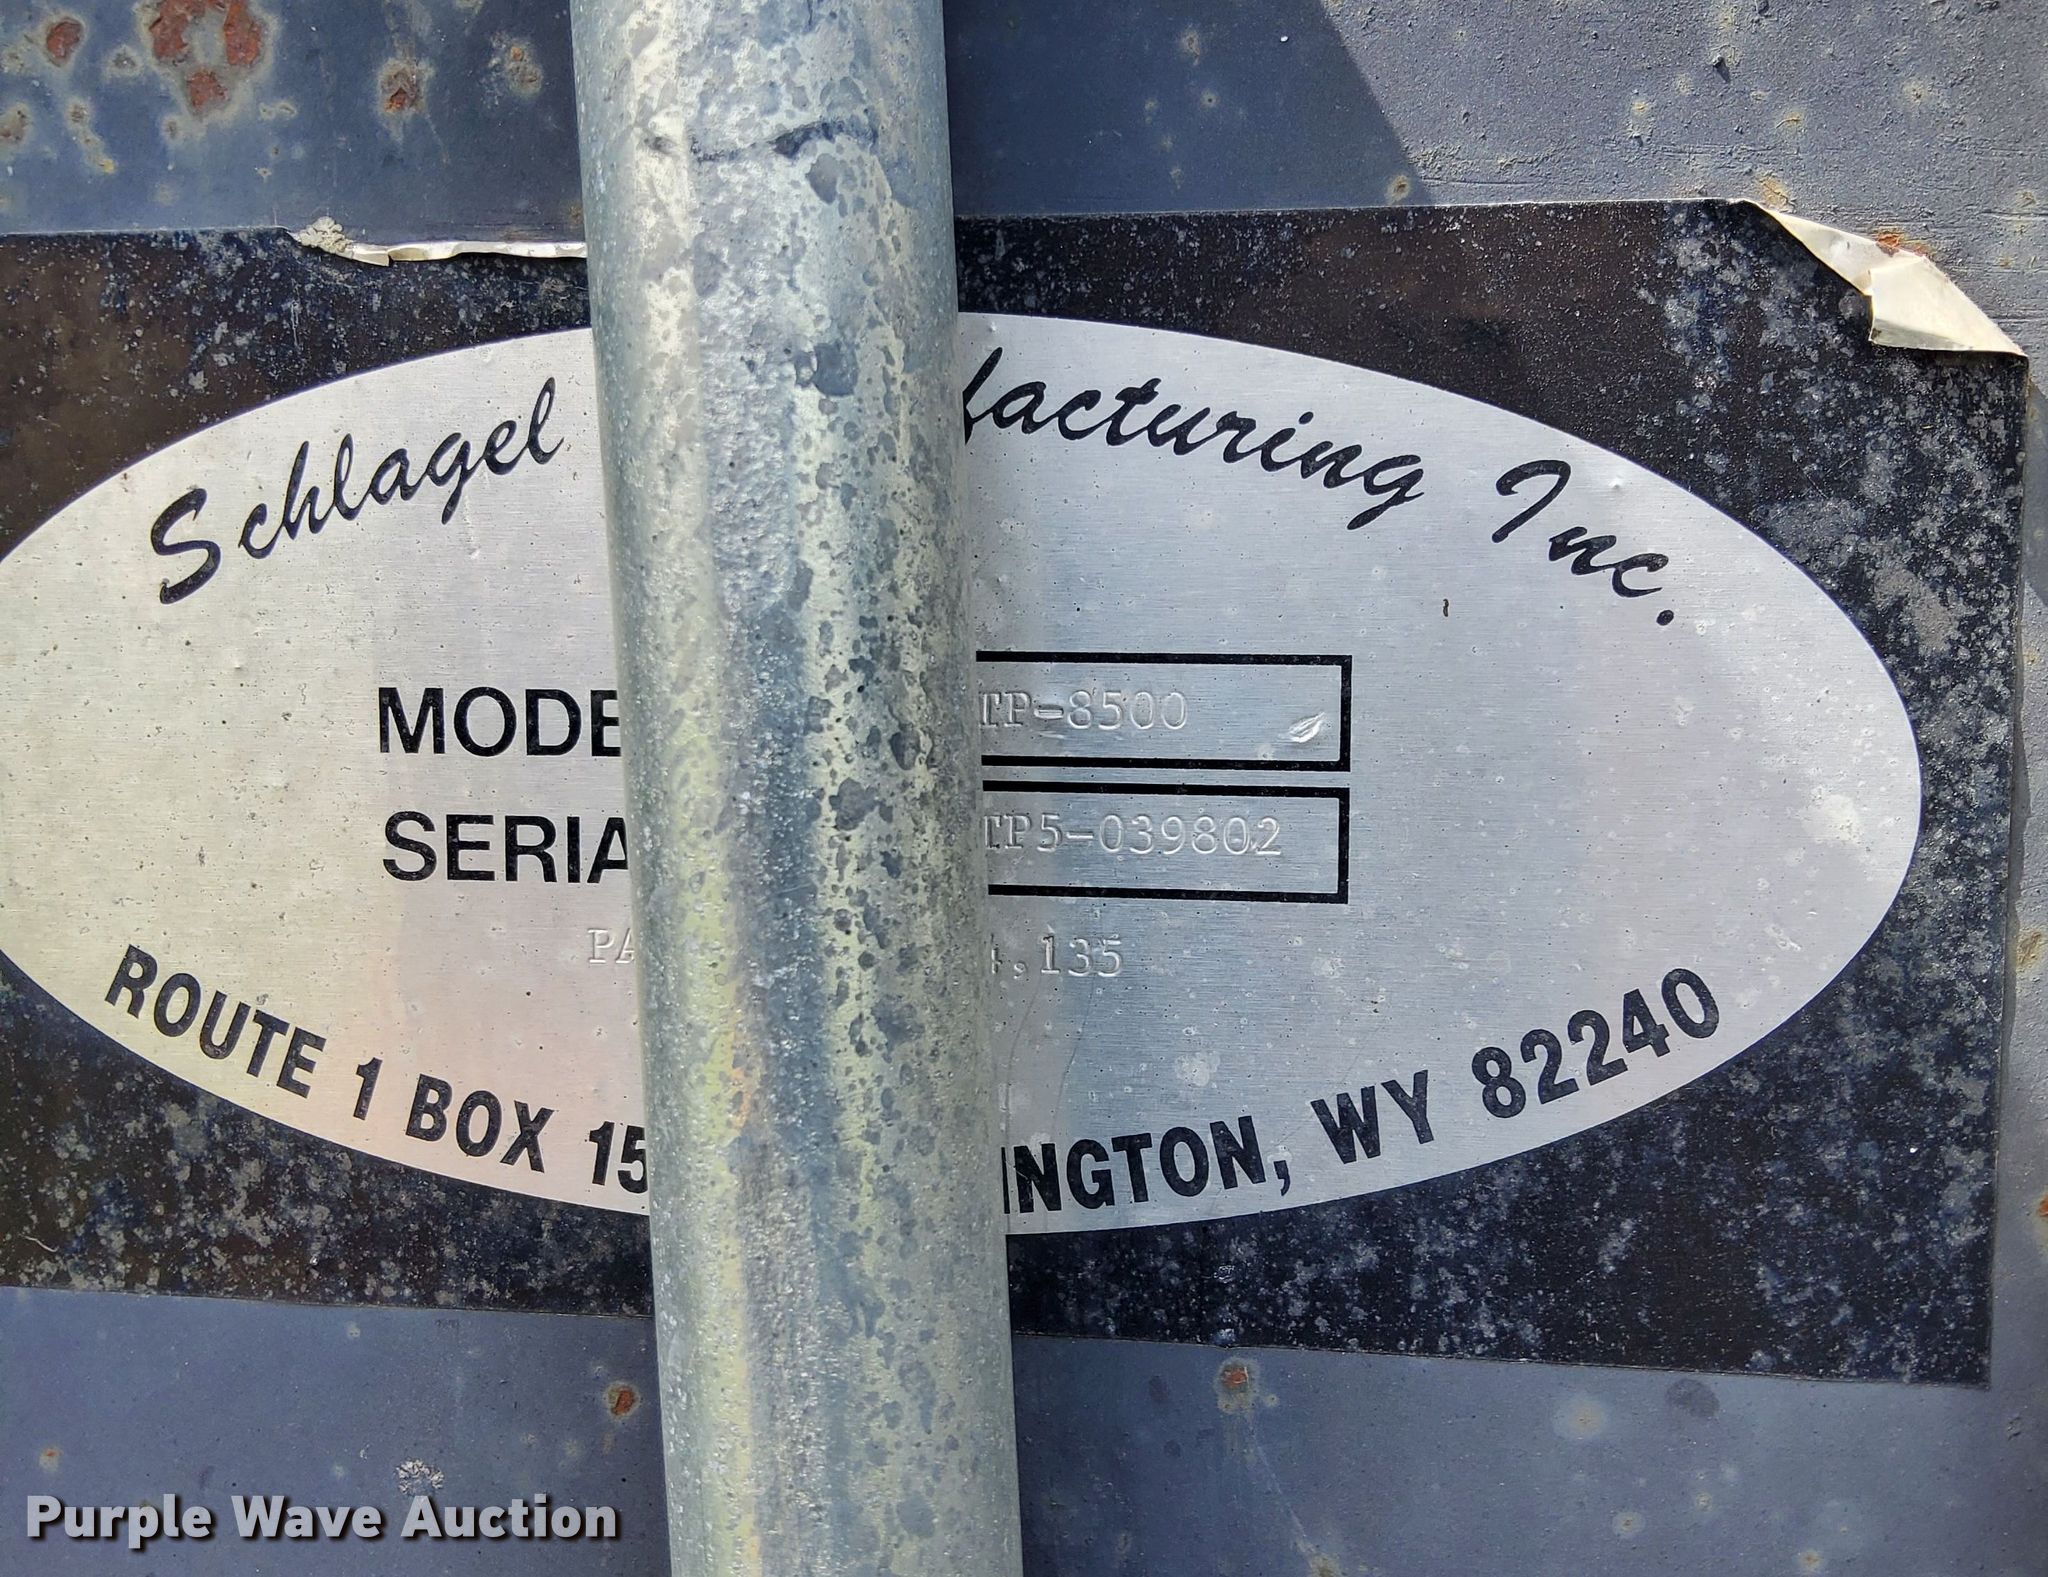 Schlagel facturing Inc.
MODE TP-8500
SERIA TP5-039802
PA 4,135
ROUTE 1 BOX 15 INGTON, WY 82240
Purple Wave Auction